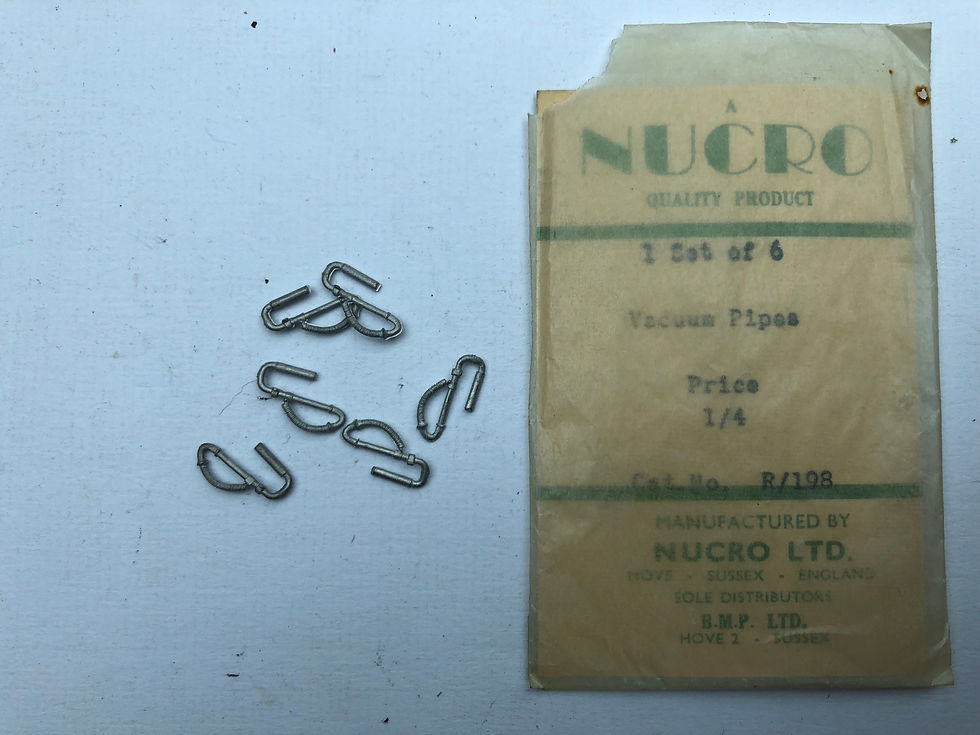 A
NUCRO
QUALITY PRODUCT
1 Set of 6
Vacuum Pipes
Price
1/4
Cat.No. R/198
MANUFACTURED BY
NUCRO LTD.
HOVE - SUSSEX - ENGLAND
SOLE DISTRIBUTORS
B.M.P. LTD.
HOVE 2 - SUSSEX